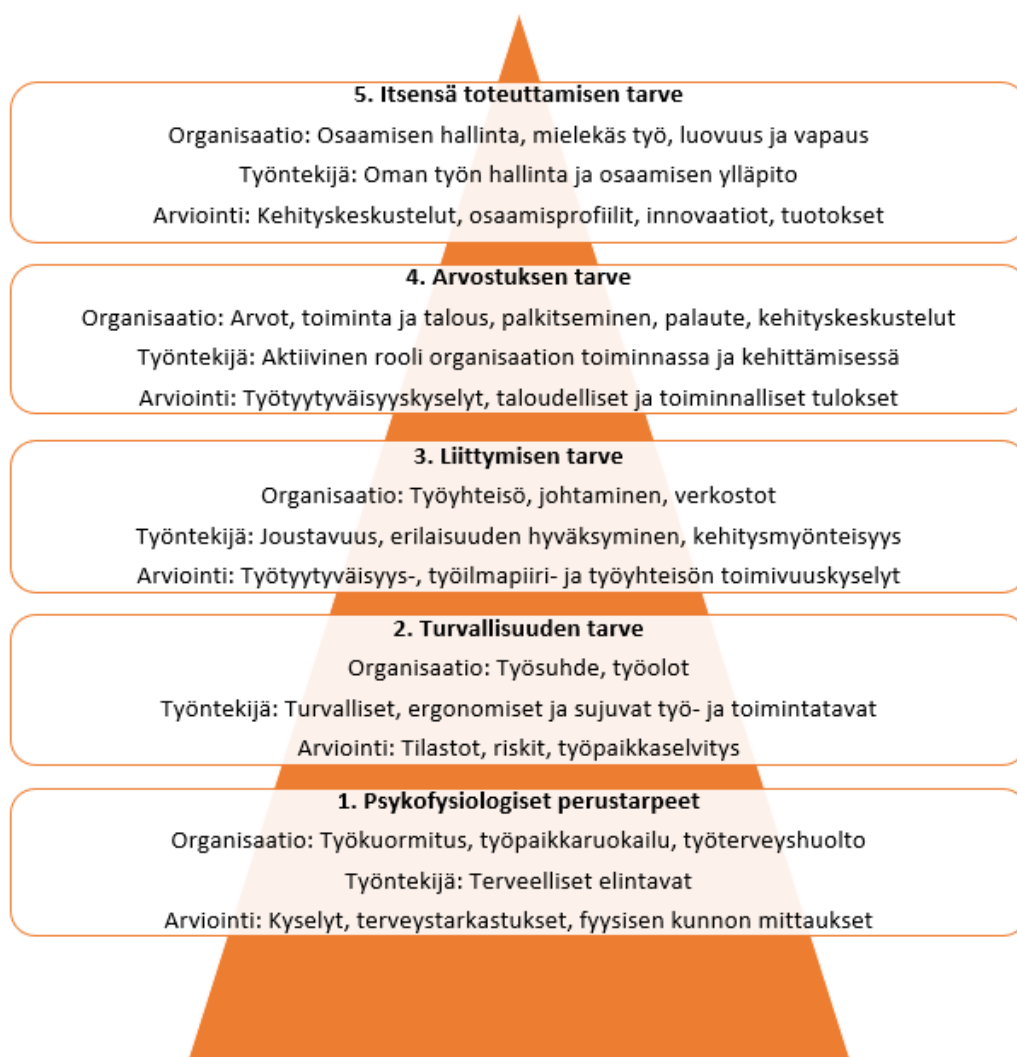 5. Itsensä toteuttamisen tarve
Organisaatio: Osaamisen hallinta, mielekäs työ, luovuus ja vapaus
Työntekijä: Oman työn hallinta ja osaamisen ylläpito
Arviointi: Kehityskeskustelut, osaamisprofiilit, innovaatiot, tuotokset
4. Arvostuksen tarve
Organisaatio: Arvot, toiminta ja talous, palkitseminen, palaute, kehityskeskustelut
Työntekijä: Aktiivinen rooli organisaation toiminnassa ja kehittämisessä
Arviointi: Työtyytyväisyyskyselyt, taloudelliset ja toiminnalliset tulokset
3. Liittymisen tarve
Organisaatio: Työyhteisö, johtaminen, verkostot
Työntekijä: Joustavuus, erilaisuuden hyväksyminen, kehitysmyönteisyys
Arviointi: Työtyytyväisyys-, työilmapiiri- ja työyhteisön toimivuuskyselyt
2. Turvallisuuden tarve
Organisaatio: Työsuhde, työolot
Työntekijä: Turvalliset, ergonomiset ja sujuvat työ- ja toimintatavat
Arviointi: Tilastot, riskit, työpaikkaselvitys
1. Psykofysiologiset perustarpeet
Organisaatio: Työkuormitus, työpaikkaruokailu, työterveyshuolto
Työntekijä: Terveelliset elintavat
Arviointi: Kyselyt, terveystarkastukset, fyysisen kunnon mittaukset